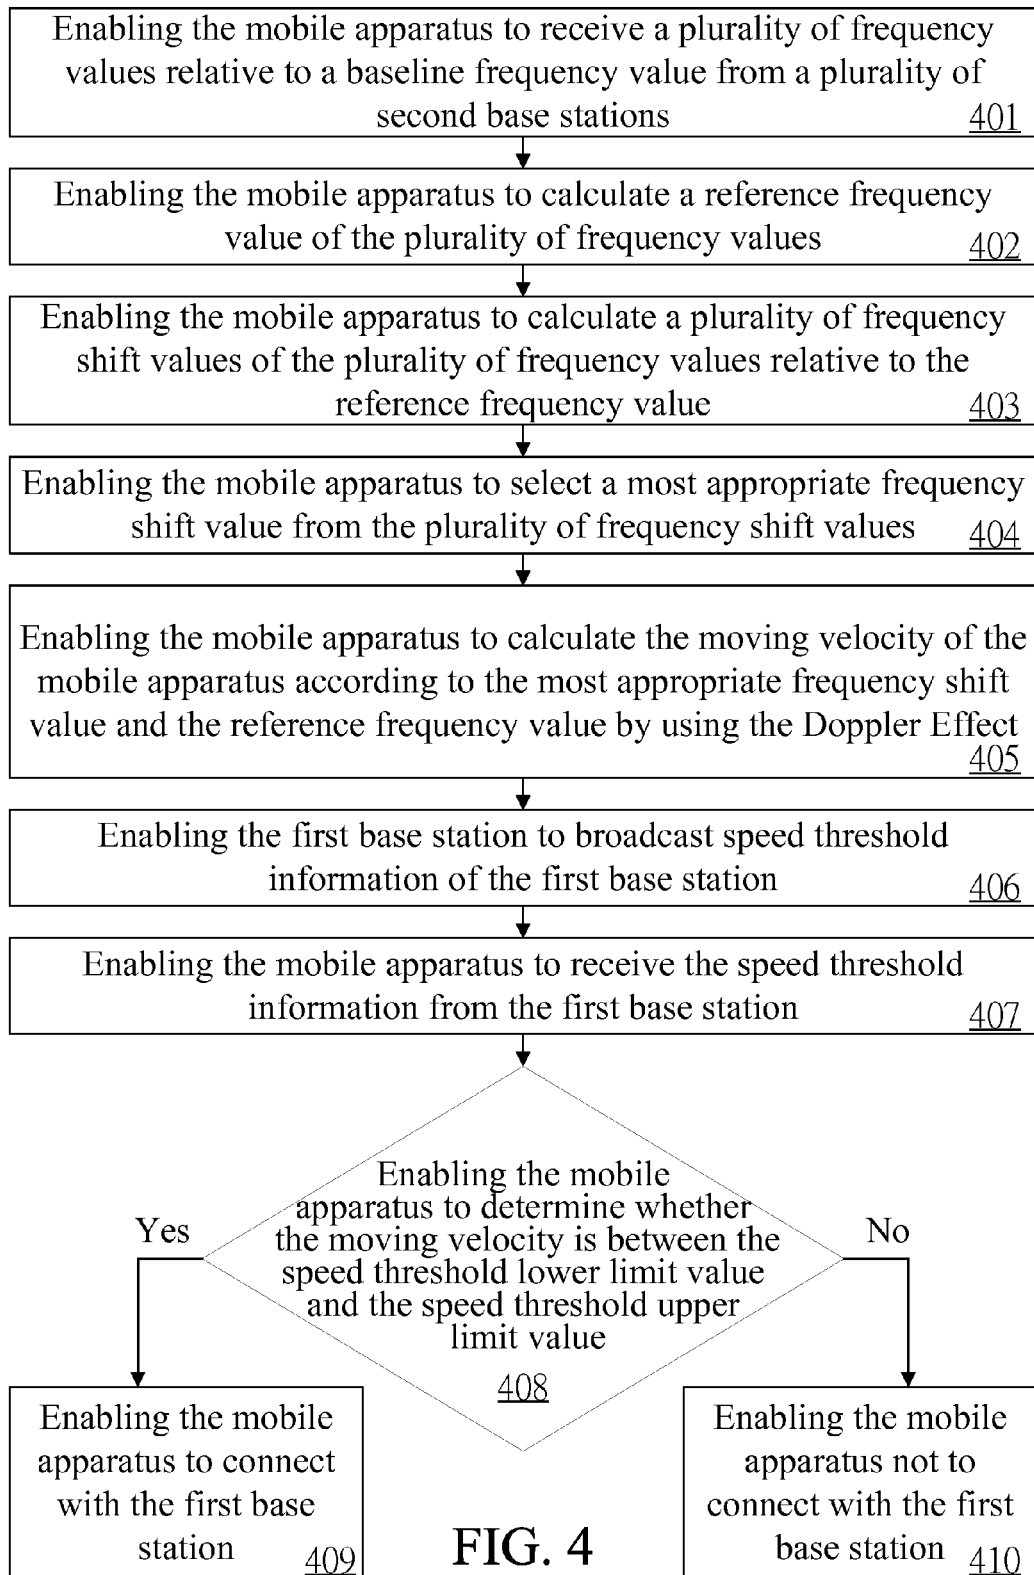 Enabling the mobile apparatus to receive a plurality of frequency
values relative to a baseline frequency value from a plurality of
second base stations
401
Enabling the mobile apparatus to calculate a reference frequency
value of the plurality of frequency values
402
Enabling the mobile apparatus to calculate a plurality of frequency
shift values of the plurality of frequency values relative to the
reference frequency value
403
Enabling the mobile apparatus to select a most appropriate frequency
shift value from the plurality of frequency shift values
404
Enabling the mobile apparatus to calculate the moving velocity of the
mobile apparatus according to the most appropriate frequency shift
value and the reference frequency value by using the Doppler Effect
405
Enabling the first base station to broadcast speed threshold
information of the first base station
406
Enabling the mobile apparatus to receive the speed threshold
information from the first base station
407
Enabling the mobile
apparatus to determine whether
the moving velocity is between the
speed threshold lower limit value
and the speed threshold upper
limit value
408
Yes
No
Enabling the mobile
apparatus to connect
with the first base
station
409
Enabling the mobile
apparatus not to
connect with the first
base station
410
FIG. 4